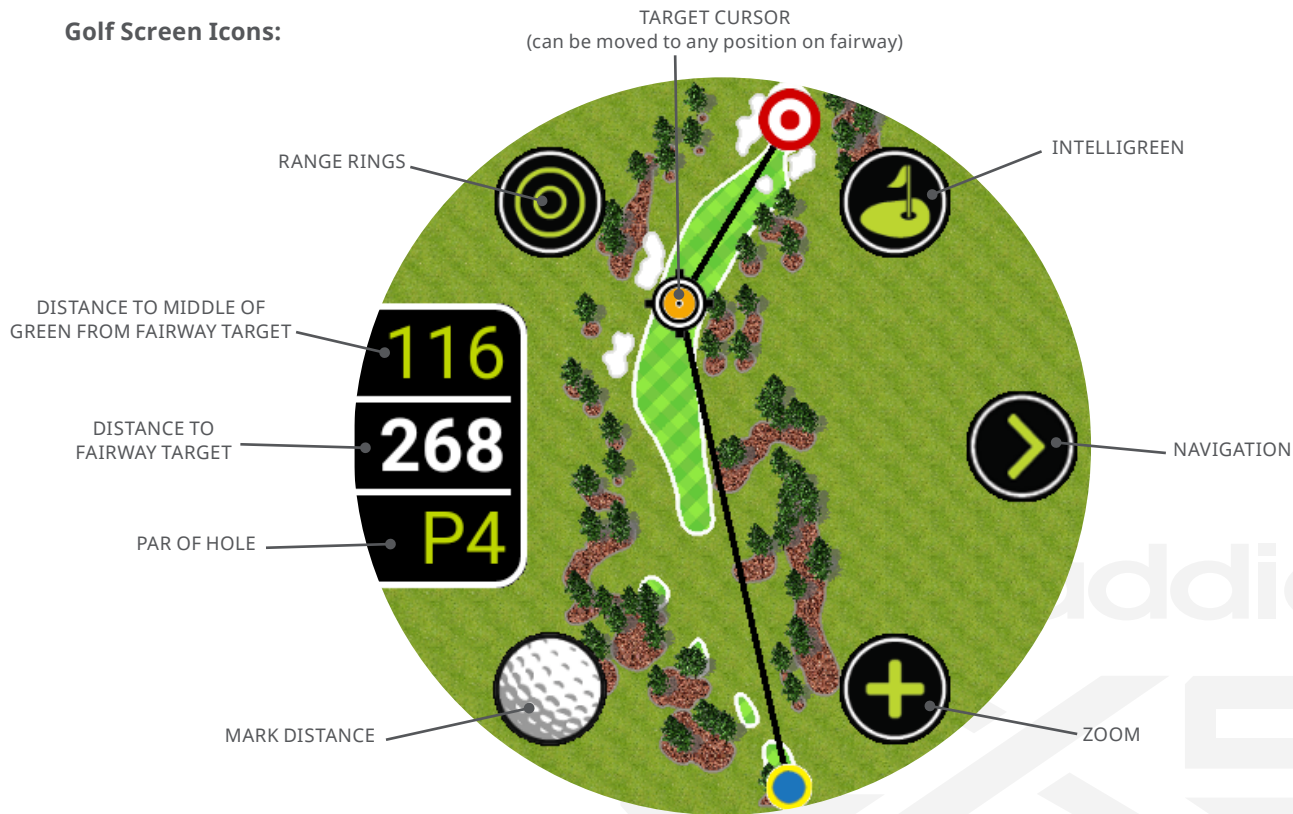 Golf Screen Icons:
TARGET CURSOR
(can be moved to any position on fairway)
RANGE RINGS
INTELLIGREEN
DISTANCE TO MIDDLE OF
GREEN FROM FAIRWAY TARGET
116
DISTANCE TO
FAIRWAY TARGET
268
NAVIGATION
PAR OF HOLE
P4
MARK DISTANCE
ZOOM